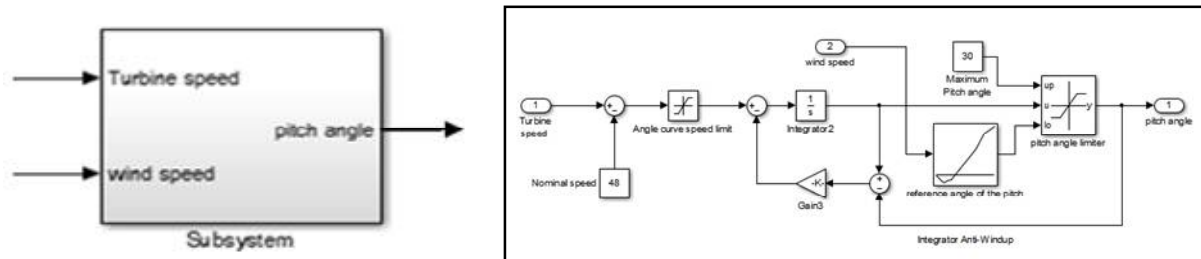 Turbine speed
pitch angle
wind speed
Subsystem
2
wind speed
30
Maximum
Pitch angle
up
u
lo
y
pitch angle limiter
1
pitch angle
1
Turbine
speed
+
-
Angle curve speed limit
+
-
1
s
Integrator2
Nominal speed
48
-K-
Gain3
+
-
reference angle of the pitch
Integrator Anti-Windup